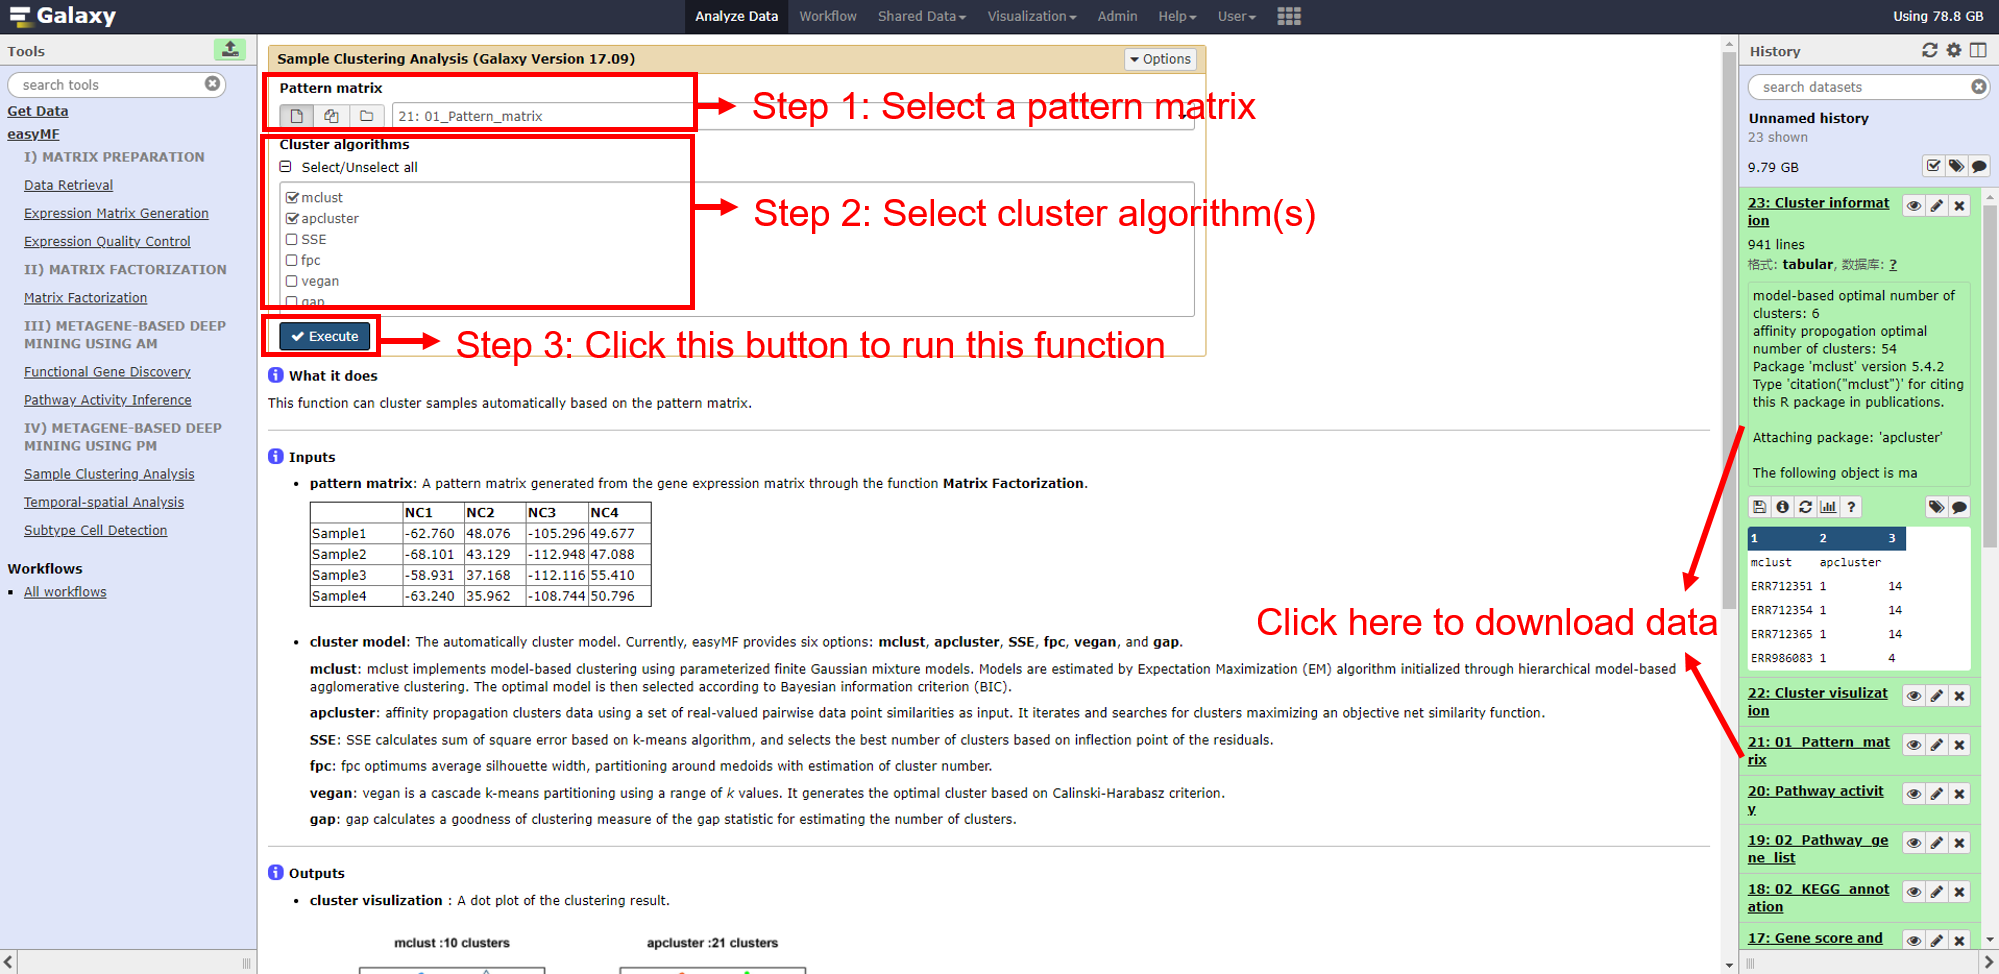 Galaxy
Analyze Data Workflow Shared Data Visualization Admin Help User
Using 78.8 GB
Tools
search tools
Get Data
easyMF
I) MATRIX PREPARATION
Data Retrieval
Expression Matrix Generation
Expression Quality Control
II) MATRIX FACTORIZATION
Matrix Factorization
III) METAGENE-BASED DEEP
MINING USING AM
Functional Gene Discovery
Pathway Activity Inference
IV) METAGENE-BASED DEEP
MINING USING PM
Sample Clustering Analysis
Temporal-spatial Analysis
Subtype Cell Detection
Workflows
All workflows
Sample Clustering Analysis (Galaxy Version 17.09)
Options
Pattern matrix
21: 01_Pattern_matrix
Step 1: Select a pattern matrix
Cluster algorithms
Select/Unselect all
mclust
apcluster
SSE
fpc
vegan
gap
Step 2: Select cluster algorithm(s)
Execute
Step 3: Click this button to run this function
What it does
This function can cluster samples automatically based on the pattern matrix.
Inputs
• pattern matrix: A pattern matrix generated from the gene expression matrix through the function Matrix Factorization.
NC1 NC2 NC3 NC4
Sample1 -62.760 48.076 -105.296 49.677
Sample2 -68.101 43.129 -112.948 47.088
Sample3 -58.931 37.168 -112.116 55.410
Sample4 -63.240 35.962 -108.744 50.796
• cluster model: The automatically cluster model. Currently, easyMF provides six options: mclust, apcluster, SSE, fpc, vegan, and gap.
mclust: mclust implements model-based clustering using parameterized finite Gaussian mixture models. Models are estimated by Expectation Maximization (EM) algorithm initialized through hierarchical model-based
agglomerative clustering. The optimal model is then selected according to Bayesian information criterion (BIC).
apcluster: affinity propagation clusters data using a set of real-valued pairwise data point similarities as input. It iterates and searches for clusters maximizing an objective net similarity function.
SSE: SSE calculates sum of square error based on k-means algorithm, and selects the best number of clusters based on inflection point of the residuals.
fpc: fpc optimums average silhouette width, partitioning around medoids with estimation of cluster number.
vegan: vegan is a cascade k-means partitioning using a range of k values. It generates the optimal cluster based on Calinski-Harabasz criterion.
gap: gap calculates a goodness of clustering measure of the gap statistic for estimating the number of clusters.
Outputs
• cluster visulization : A dot plot of the clustering result.
mclust :10 clusters
apcluster :21 clusters
Click here to download data
History
search datasets
Unnamed history
23 shown
9.79 GB
23: Cluster informat
ion
941 lines
格式: tabular, 数据库: ?
model-based optimal number of
clusters: 6
affinity propogation optimal
number of clusters: 54
Package 'mclust' version 5.4.2
Type 'citation("mclust")' for citing
this R package in publications.
Attaching package: 'apcluster'
The following object is ma
1 2 3
mclust apcluster
ERR712351 1 14
ERR712354 1 14
ERR712365 1 14
ERR986083 1 4
22: Cluster visulizat
ion
21: 01_Pattern_mat
rix
20: Pathway activit
y
19: 02_Pathway_ge
ne_list
18: 02_KEGG_annot
ation
17: Gene score and